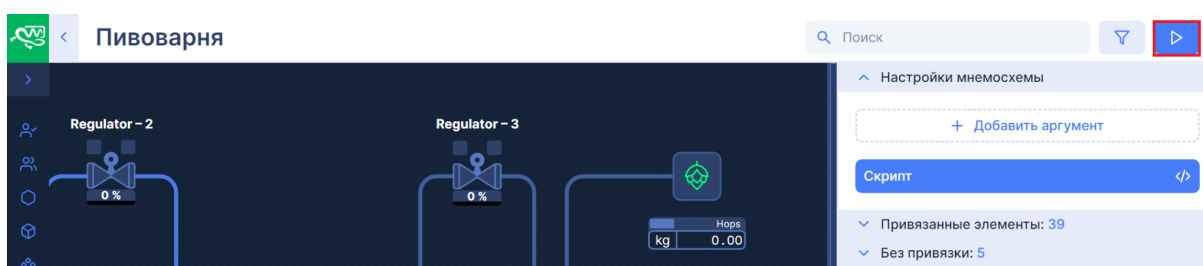 Пивоварня
Поиск
Настройки мнемосхемы
+ Добавить аргумент
Скрипт </>
Привязанные элементы: 39
Без привязки: 5
Regulator – 2
0 %
Regulator – 3
0 %
Hops
kg 0.00